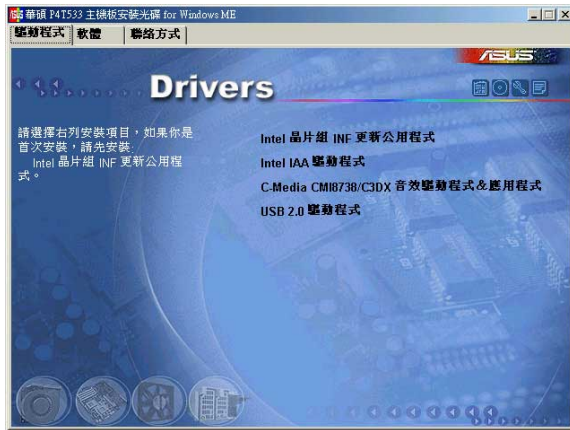 華碩 P4T533 主機板安裝光碟 for Windows ME
驅動程式 軟體 聯絡方式
ASUS
Drivers
請選擇右列安裝項目，如果你是
首次安裝，請先安裝:
Intel 晶片組 INF 更新公用程
式。
Intel 晶片組 INF 更新公用程式
Intel IAA 驅動程式
C-Media CMI8738/C3DX 音效驅動程式&應用程式
USB 2.0 驅動程式